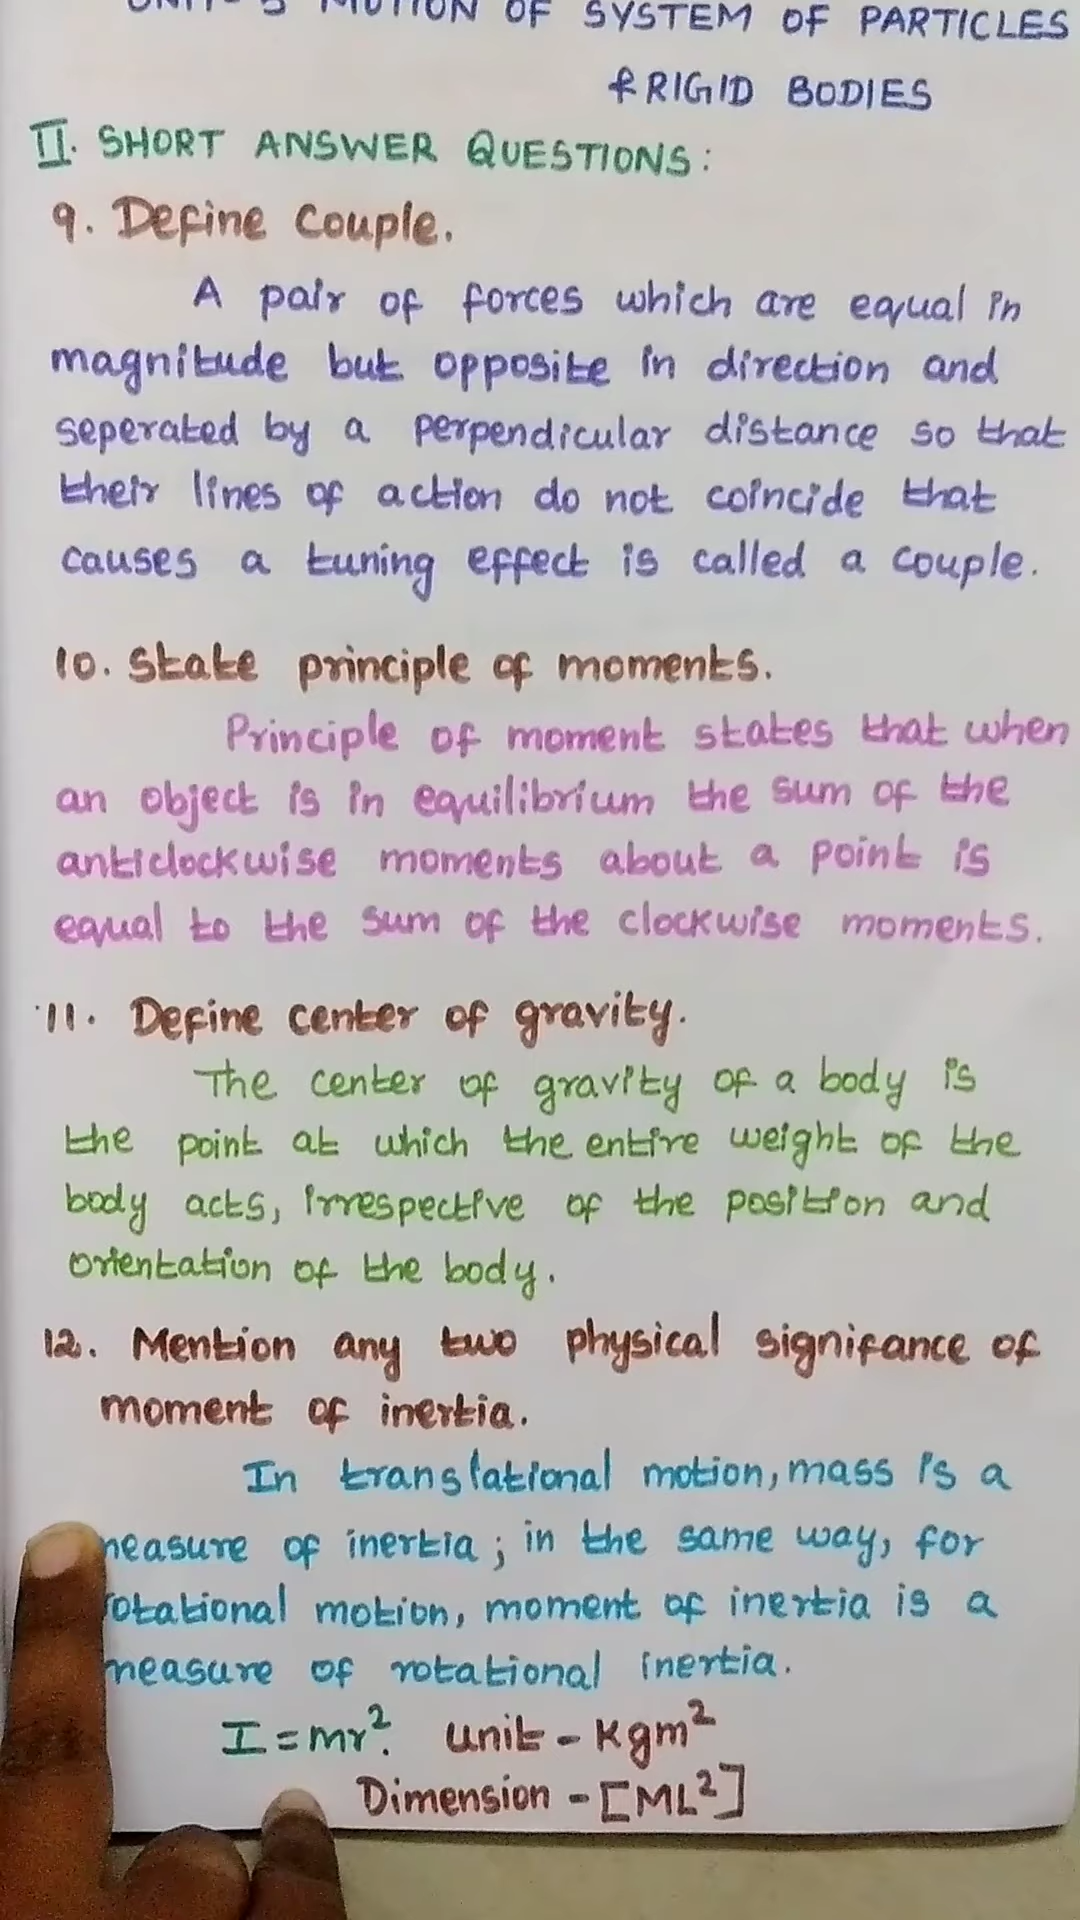 UNIT-5 MOTION OF SYSTEM OF PARTICLES
& RIGID BODIES
II. SHORT ANSWER QUESTIONS:
9. Define Couple.
A pair of forces which are equal in
magnitude but opposite in direction and
seperated by a perpendicular distance so that
their lines of action do not coincide that
causes a tuning effect is called a couple.
10. State principle of moments.
Principle of moment states that when
an object is in equilibrium the sum of the
anticlockwise moments about a point is
equal to the sum of the clockwise moments.
11. Define center of gravity.
The center of gravity of a body is
the point at which the entire weight of the
body acts, irrespective of the position and
orientation of the body.
12. Mention any two physical signifance of
moment of inertia.
In translational motion, mass is a
measure of inertia; in the same way, for
rotational motion, moment of inertia is a
measure of rotational inertia.
I = mr². unit - Kgm²
Dimension - [ML²]